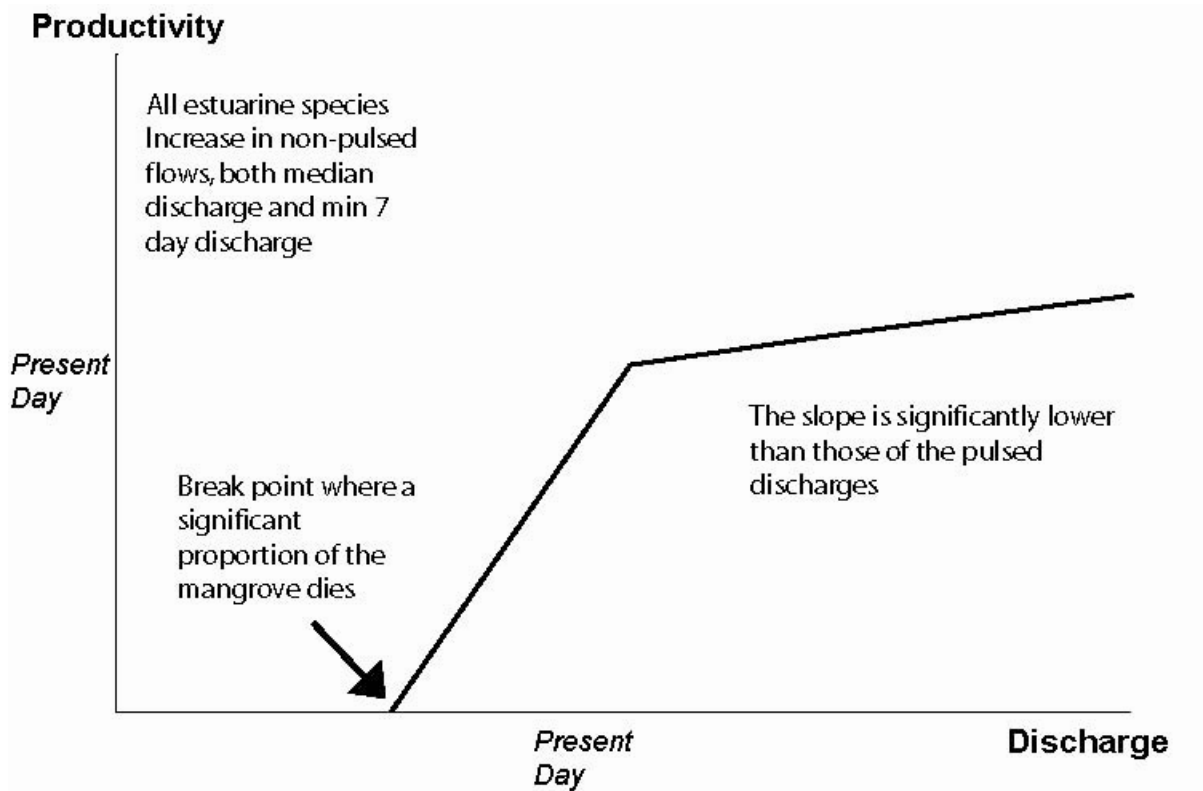 Productivity
All estuarine species
Increase in non-pulsed
flows, both median
discharge and min 7
day discharge
Present
Day
The slope is significantly lower
than those of the pulsed
discharges
Break point where a
significant
proportion of the
mangrove dies
Present
Day
Discharge